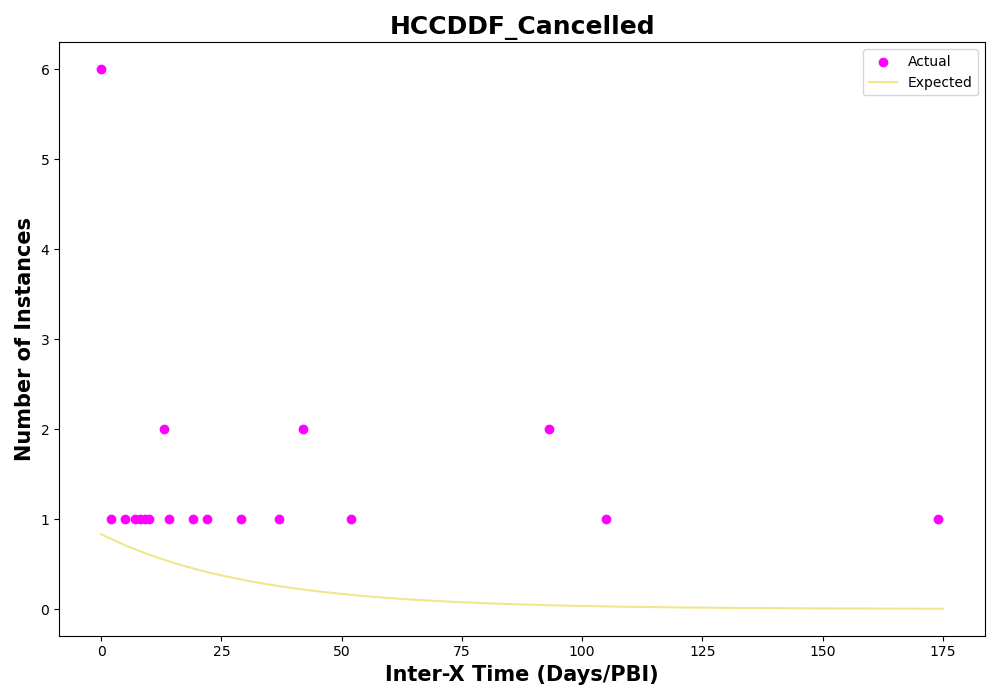 HCCDDF_Cancelled
Actual
Expected
Number of Instances
6
5
4
3
2
1
0
0 25 50 75 100 125 150 175
Inter-X Time (Days/PBI)